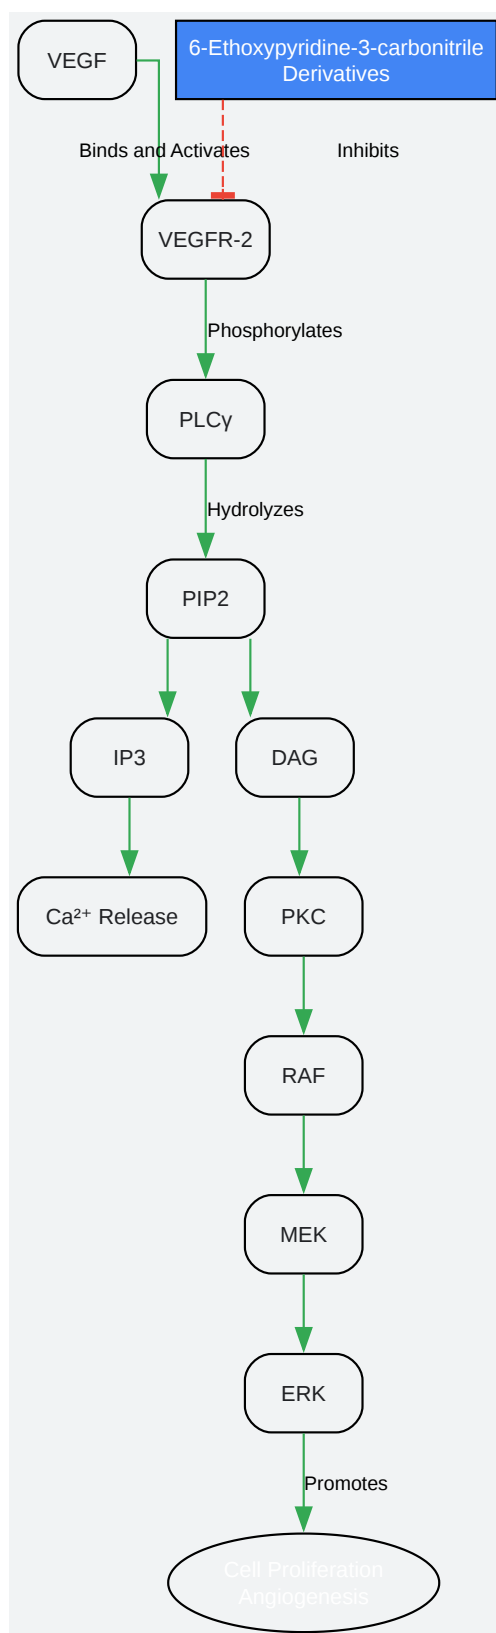 VEGF
6-Ethoxypyridine-3-carbonitrile
Derivatives
Binds and Activates
Inhibits
VEGFR-2
Phosphorylates
PLCγ
Hydrolyzes
PIP2
IP3
DAG
Ca²⁺ Release
PKC
RAF
MEK
ERK
Promotes
Cell Proliferation
Angiogenesis